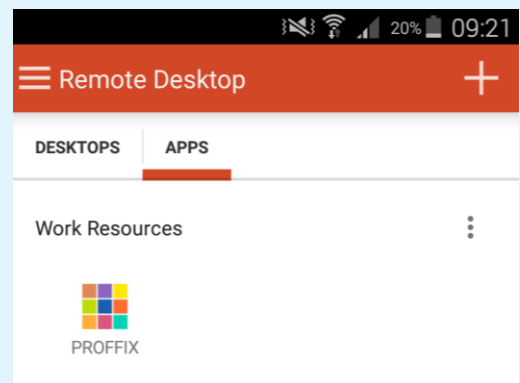 20% 09:21
Remote Desktop
DESKTOPS APPS
Work Resources
PROFFIX